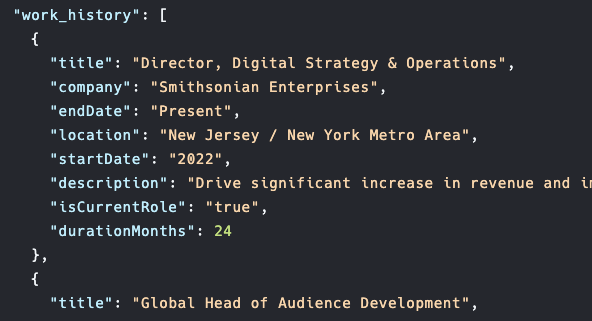 "work_history": [
{
"title": "Director, Digital Strategy & Operations",
"company": "Smithsonian Enterprises",
"endDate": "Present",
"location": "New Jersey / New York Metro Area",
"startDate": "2022",
"description": "Drive significant increase in revenue and
"isCurrentRole": "true",
"durationMonths": 24
},
{
"title": "Global Head of Audience Development",